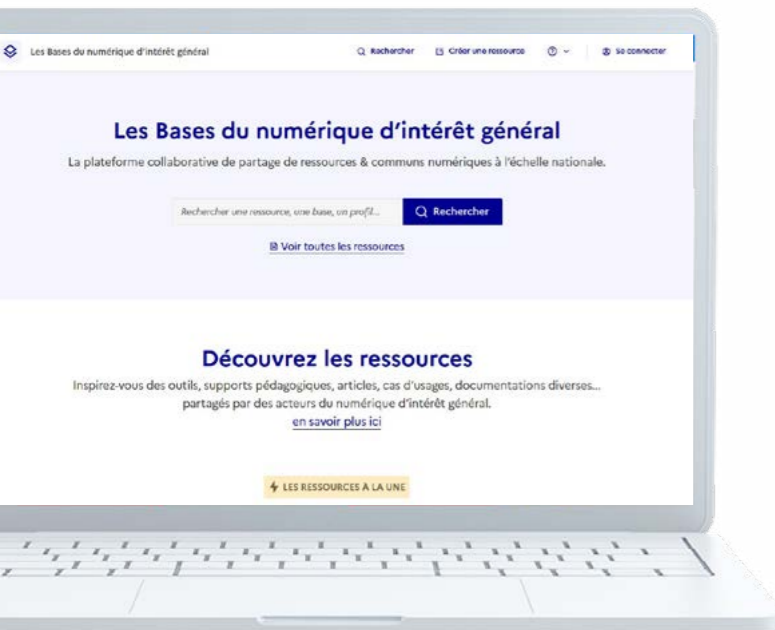 Les Bases du numérique d'intérêt général
Rechercher
Créer une ressource
Se connecter
Les Bases du numérique d'intérêt général
La plateforme collaborative de partage de ressources & communs numériques à l'échelle nationale.
Rechercher une ressource, une base, un profil...
Rechercher
Voir toutes les ressources
Découvrez les ressources
Inspirez-vous des outils, supports pédagogiques, articles, cas d'usages, documentations diverses...
partagés par des acteurs du numérique d'intérêt général.
en savoir plus ici
LES RESSOURCES À LA UNE